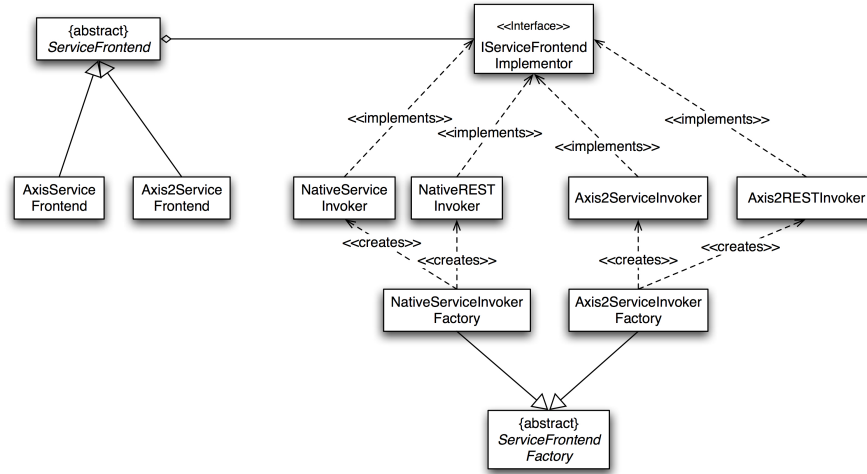 {abstract}
ServiceFrontend
<<Interface>>
IServiceFrontend
Implementor
<<implements>>
<<implements>>
<<implements>>
<<implements>>
AxisService
Frontend
Axis2Service
Frontend
NativeService
Invoker
NativeREST
Invoker
Axis2ServiceInvoker
Axis2RESTInvoker
<<creates>>
<<creates>>
<<creates>>
<<creates>>
NativeServiceInvoker
Factory
Axis2ServiceInvoker
Factory
{abstract}
ServiceFrontend
Factory